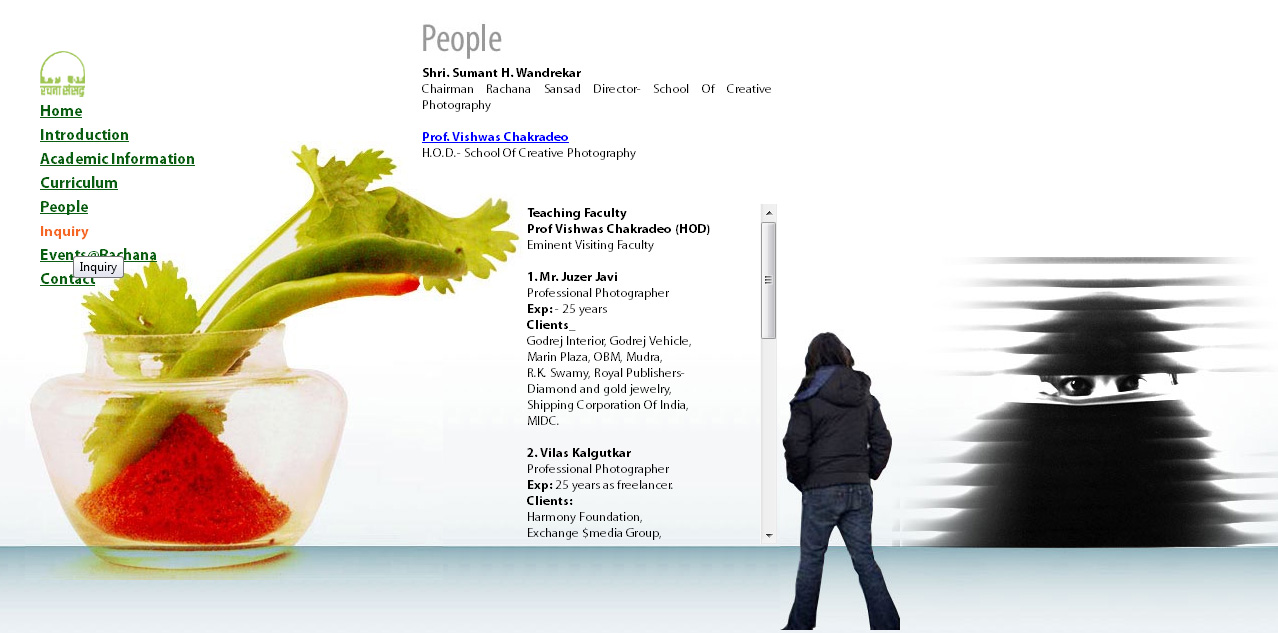 रचना संसद
Home
Introduction
Academic Information
Curriculum
People
Inquiry
Events@Rachana
Inquiry
Contact
People
Shri. Sumant H. Wandrekar
Chairman Rachana Sansad Director- School Of Creative
Photography
Prof. Vishwas Chakradeo
H.O.D.- School Of Creative Photography
Teaching Faculty
Prof Vishwas Chakradeo (HOD)
Eminent Visiting Faculty
1. Mr. Juzer Javi
Professional Photographer
Exp: - 25 years
Clients_
Godrej Interior, Godrej Vehicle,
Marin Plaza, OBM, Mudra,
R.K. Swamy, Royal Publishers-
Diamond and gold jewelry,
Shipping Corporation Of India,
MIDC.
2. Vilas Kalgutkar
Professional Photographer
Exp: 25 years as freelancer.
Clients:
Harmony Foundation,
Exchange $media Group,